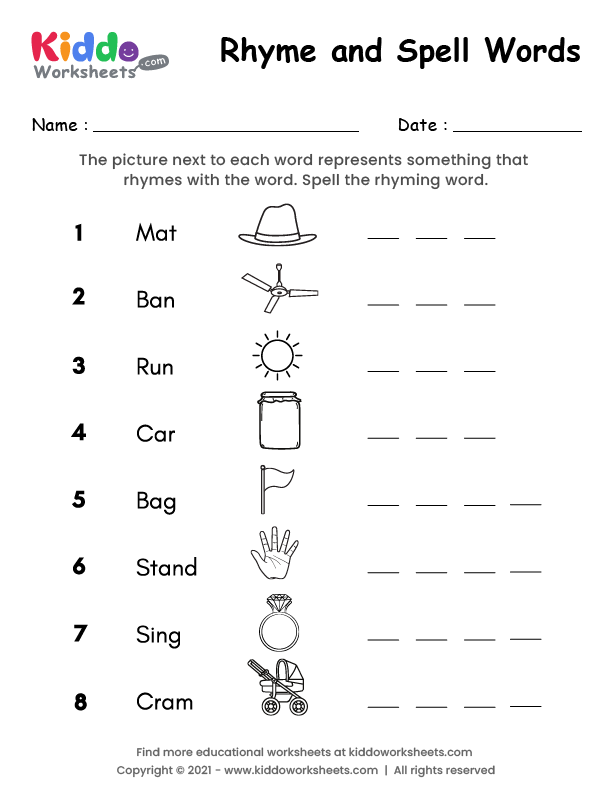 Kiddo
Worksheets.com
Rhyme and Spell Words
Name : Date :
The picture next to each word represents something that
rhymes with the word. Spell the rhyming word.
1 Mat
2 Ban
3 Run
4 Car
5 Bag
6 Stand
7 Sing
8 Cram
Find more educational worksheets at kiddoworksheets.com
Copyright © 2021 - www.kiddoworksheets.com | All rights reserved